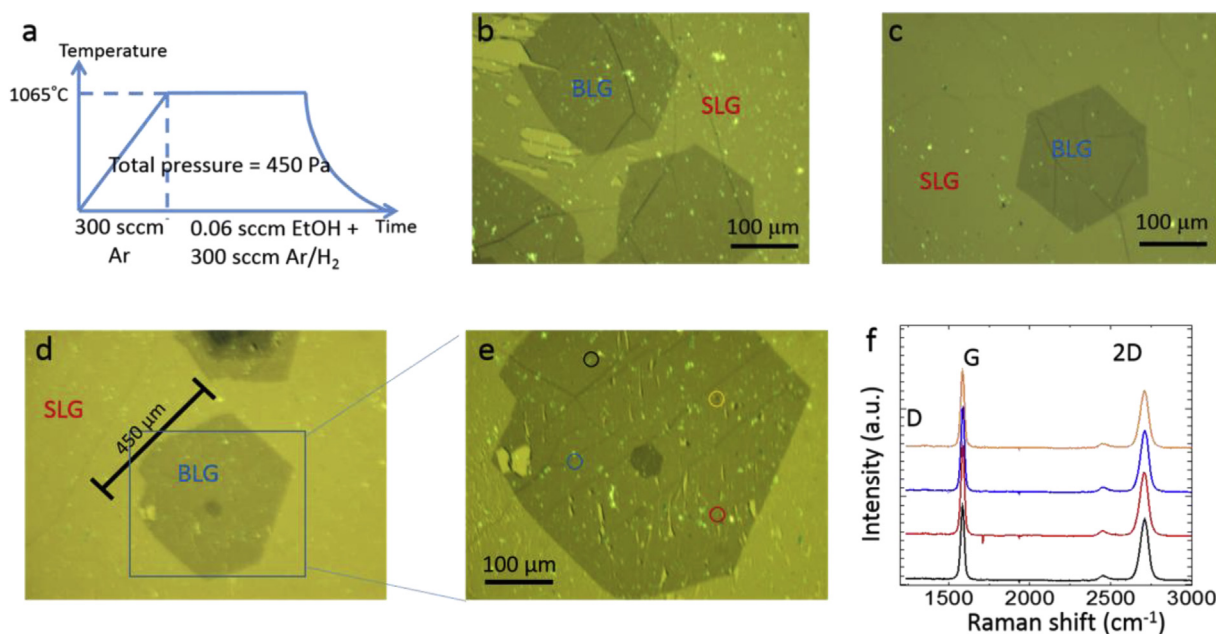 a
Temperature
1065°C
Total pressure = 450 Pa
Time
300 sccm
Ar
0.06 sccm EtOH +
300 sccm Ar/H₂
b
BLG
SLG
100 μm
c
BLG
SLG
100 μm
d
SLG
450 μm
BLG
e
100 μm
f
G
2D
D
Intensity (a.u.)
1500
2000
2500
3000
Raman shift (cm⁻¹)